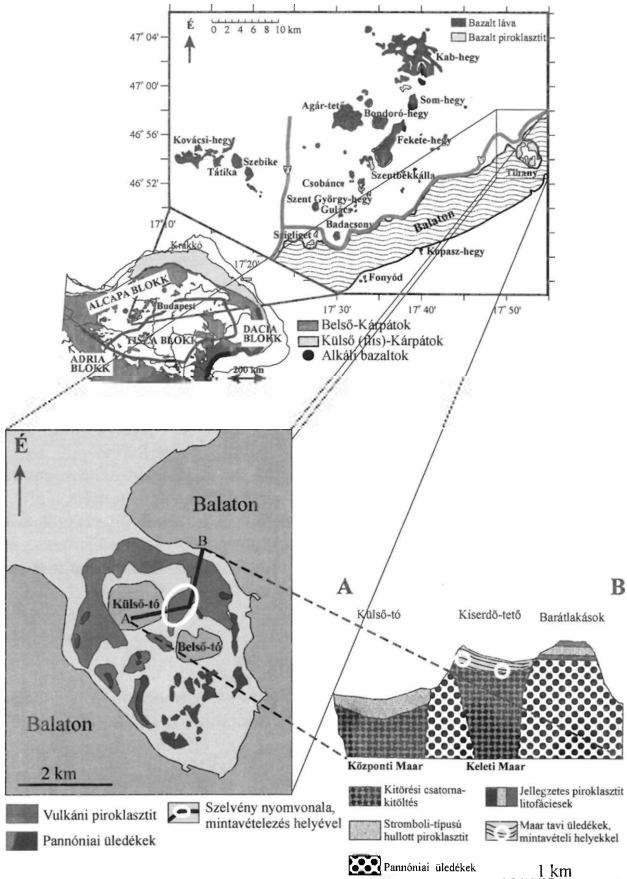 47° 04'
47° 00'
46° 56'
46° 52'
É
0 2 4 6 8 10 km
Bazalt láva
Bazalt piroklasztit
Kab-hegy
Agár-tető
Som-hegy
Bondoró-hegy
Kovácsi-hegy
Fekete-hegy
Tátika
Szebike
Szentbékkálla
Tihany
Csobánc
Szent György-hegy
Gulács
Badacsony
Szigliget
Balaton
Kopasz-hegy
Fonyód
17°10'
17°20'
17° 30'
17° 40'
17° 50'
Krakkó
ALCAPA BLOKK
Budapest
TISZA BLOKK
DACIA
BLOKK
ADRIA
BLOKK
200 km
Belső-Kárpátok
Külső (flis)-Kárpátok
Alkáli bazaltok
É
Balaton
B
Külső-tó
A
Belső-tó
Balaton
2 km
Vulkáni piroklasztit
Pannóniai üledékek
Szelvény nyomvonala,
mintavételezés helyével
A
B
Külső-tó
Kiserdő-tető
Barátlakások
Központi Maar
Keleti Maar
Kitörési csatorna-
kitöltés
Jellegzetes piroklasztit
litofáciesek
Stromboli-típusú
hullott piroklasztit
Maar tavi üledékek,
mintavételi helyekkel
Pannóniai üledékek
1 km